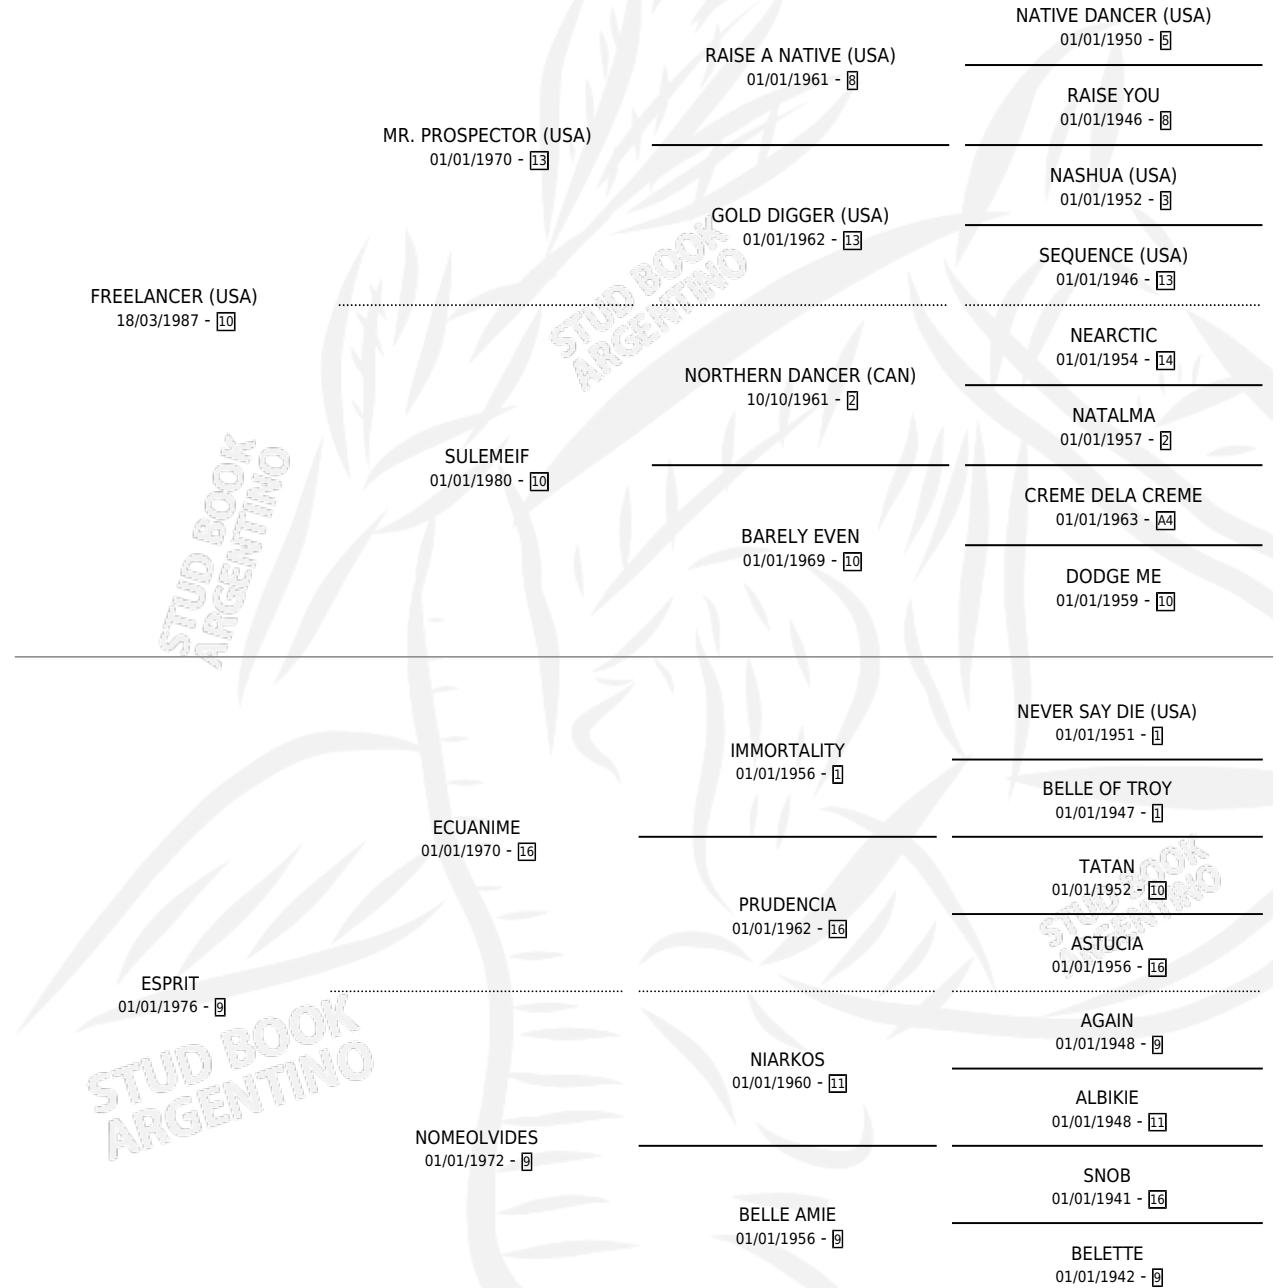 NATIVE DANCER (USA)
01/01/1950 - 5
RAISE A NATIVE (USA)
01/01/1961 - 8
RAISE YOU
01/01/1946 - 8
MR. PROSPECTOR (USA)
01/01/1970 - 13
NASHUA (USA)
01/01/1952 - 3
GOLD DIGGER (USA)
01/01/1962 - 13
SEQUENCE (USA)
01/01/1946 - 13
FREELANCER (USA)
18/03/1987 - 10
STUD BOOK
ARGENTINO
NEARCTIC
01/01/1954 - 14
NORTHERN DANCER (CAN)
10/10/1961 - 2
NATALMA
01/01/1957 - 2
SULEMEIF
01/01/1980 - 10
STUD BOOK
ARGENTINO
CREME DELA CREME
01/01/1963 - A4
BARELY EVEN
01/01/1969 - 10
DODGE ME
01/01/1959 - 10
NEVER SAY DIE (USA)
01/01/1951 - 1
IMMORTALITY
01/01/1956 - 1
BELLE OF TROY
01/01/1947 - 1
ECUANIME
01/01/1970 - 16
TATAN
01/01/1952 - 10
STUD BOOK
ARGENTINO
PRUDENCIA
01/01/1962 - 16
ASTUCIA
01/01/1956 - 16
ESPRIT
01/01/1976 - 9
STUD BOOK
ARGENTINO
AGAIN
01/01/1948 - 9
NIARKOS
01/01/1960 - 11
ALBIKIE
01/01/1948 - 11
NOMEOLVIDES
01/01/1972 - 9
SNOB
01/01/1941 - 16
BELLE AMIE
01/01/1956 - 9
BELETTE
01/01/1942 - 9